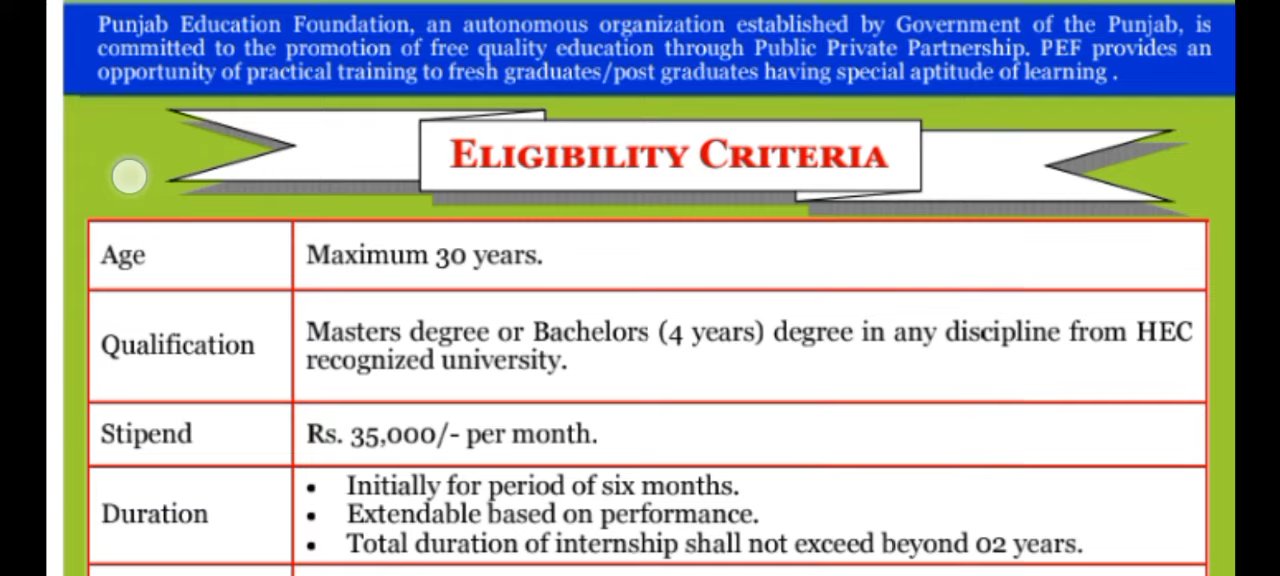 Punjab Education Foundation, an autonomous organization established by Government of the Punjab, is
committed to the promotion of free quality education through Public Private Partnership. PEF provides an
opportunity of practical training to fresh graduates/post graduates having special aptitude of learning .
ELIGIBILITY CRITERIA
Age
Maximum 30 years.
Qualification
Masters degree or Bachelors (4 years) degree in any discipline from HEC
recognized university.
Stipend
Rs. 35,000/- per month.
Duration
• Initially for period of six months.
• Extendable based on performance.
• Total duration of internship shall not exceed beyond 02 years.